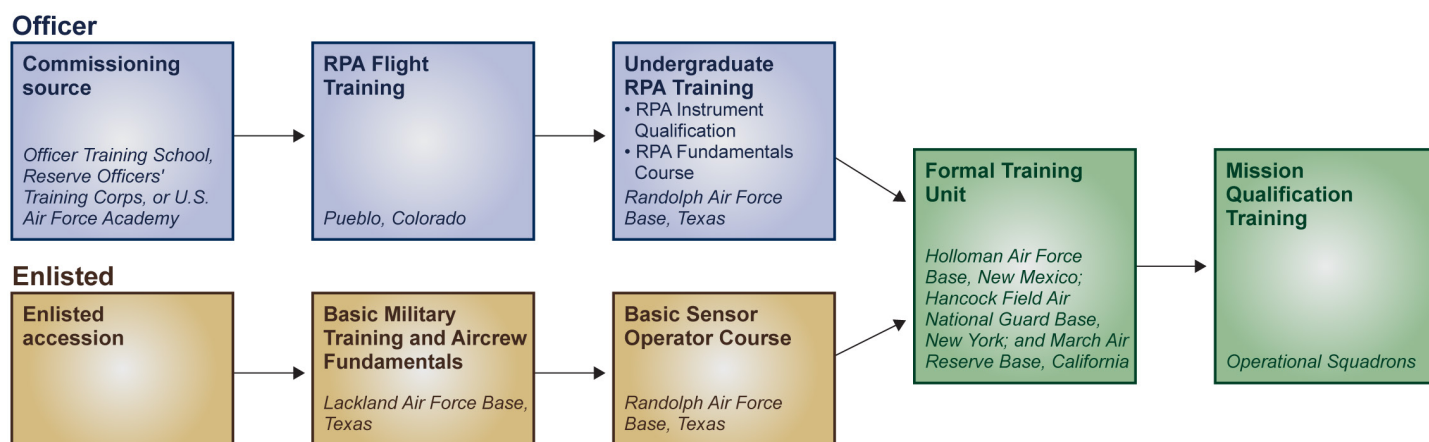 Officer
Commissioning
source
Officer Training School,
Reserve Officers'
Training Corps, or U.S.
Air Force Academy
RPA Flight
Training
Pueblo, Colorado
Undergraduate
RPA Training
• RPA Instrument
Qualification
• RPA Fundamentals
Course
Randolph Air Force
Base, Texas
Enlisted
Enlisted
accession
Basic Military
Training and Aircrew
Fundamentals
Lackland Air Force Base,
Texas
Basic Sensor
Operator Course
Randolph Air Force
Base, Texas
Formal Training
Unit
Holloman Air Force
Base, New Mexico;
Hancock Field Air
National Guard Base,
New York; and March Air
Reserve Base, California
Mission
Qualification
Training
Operational Squadrons